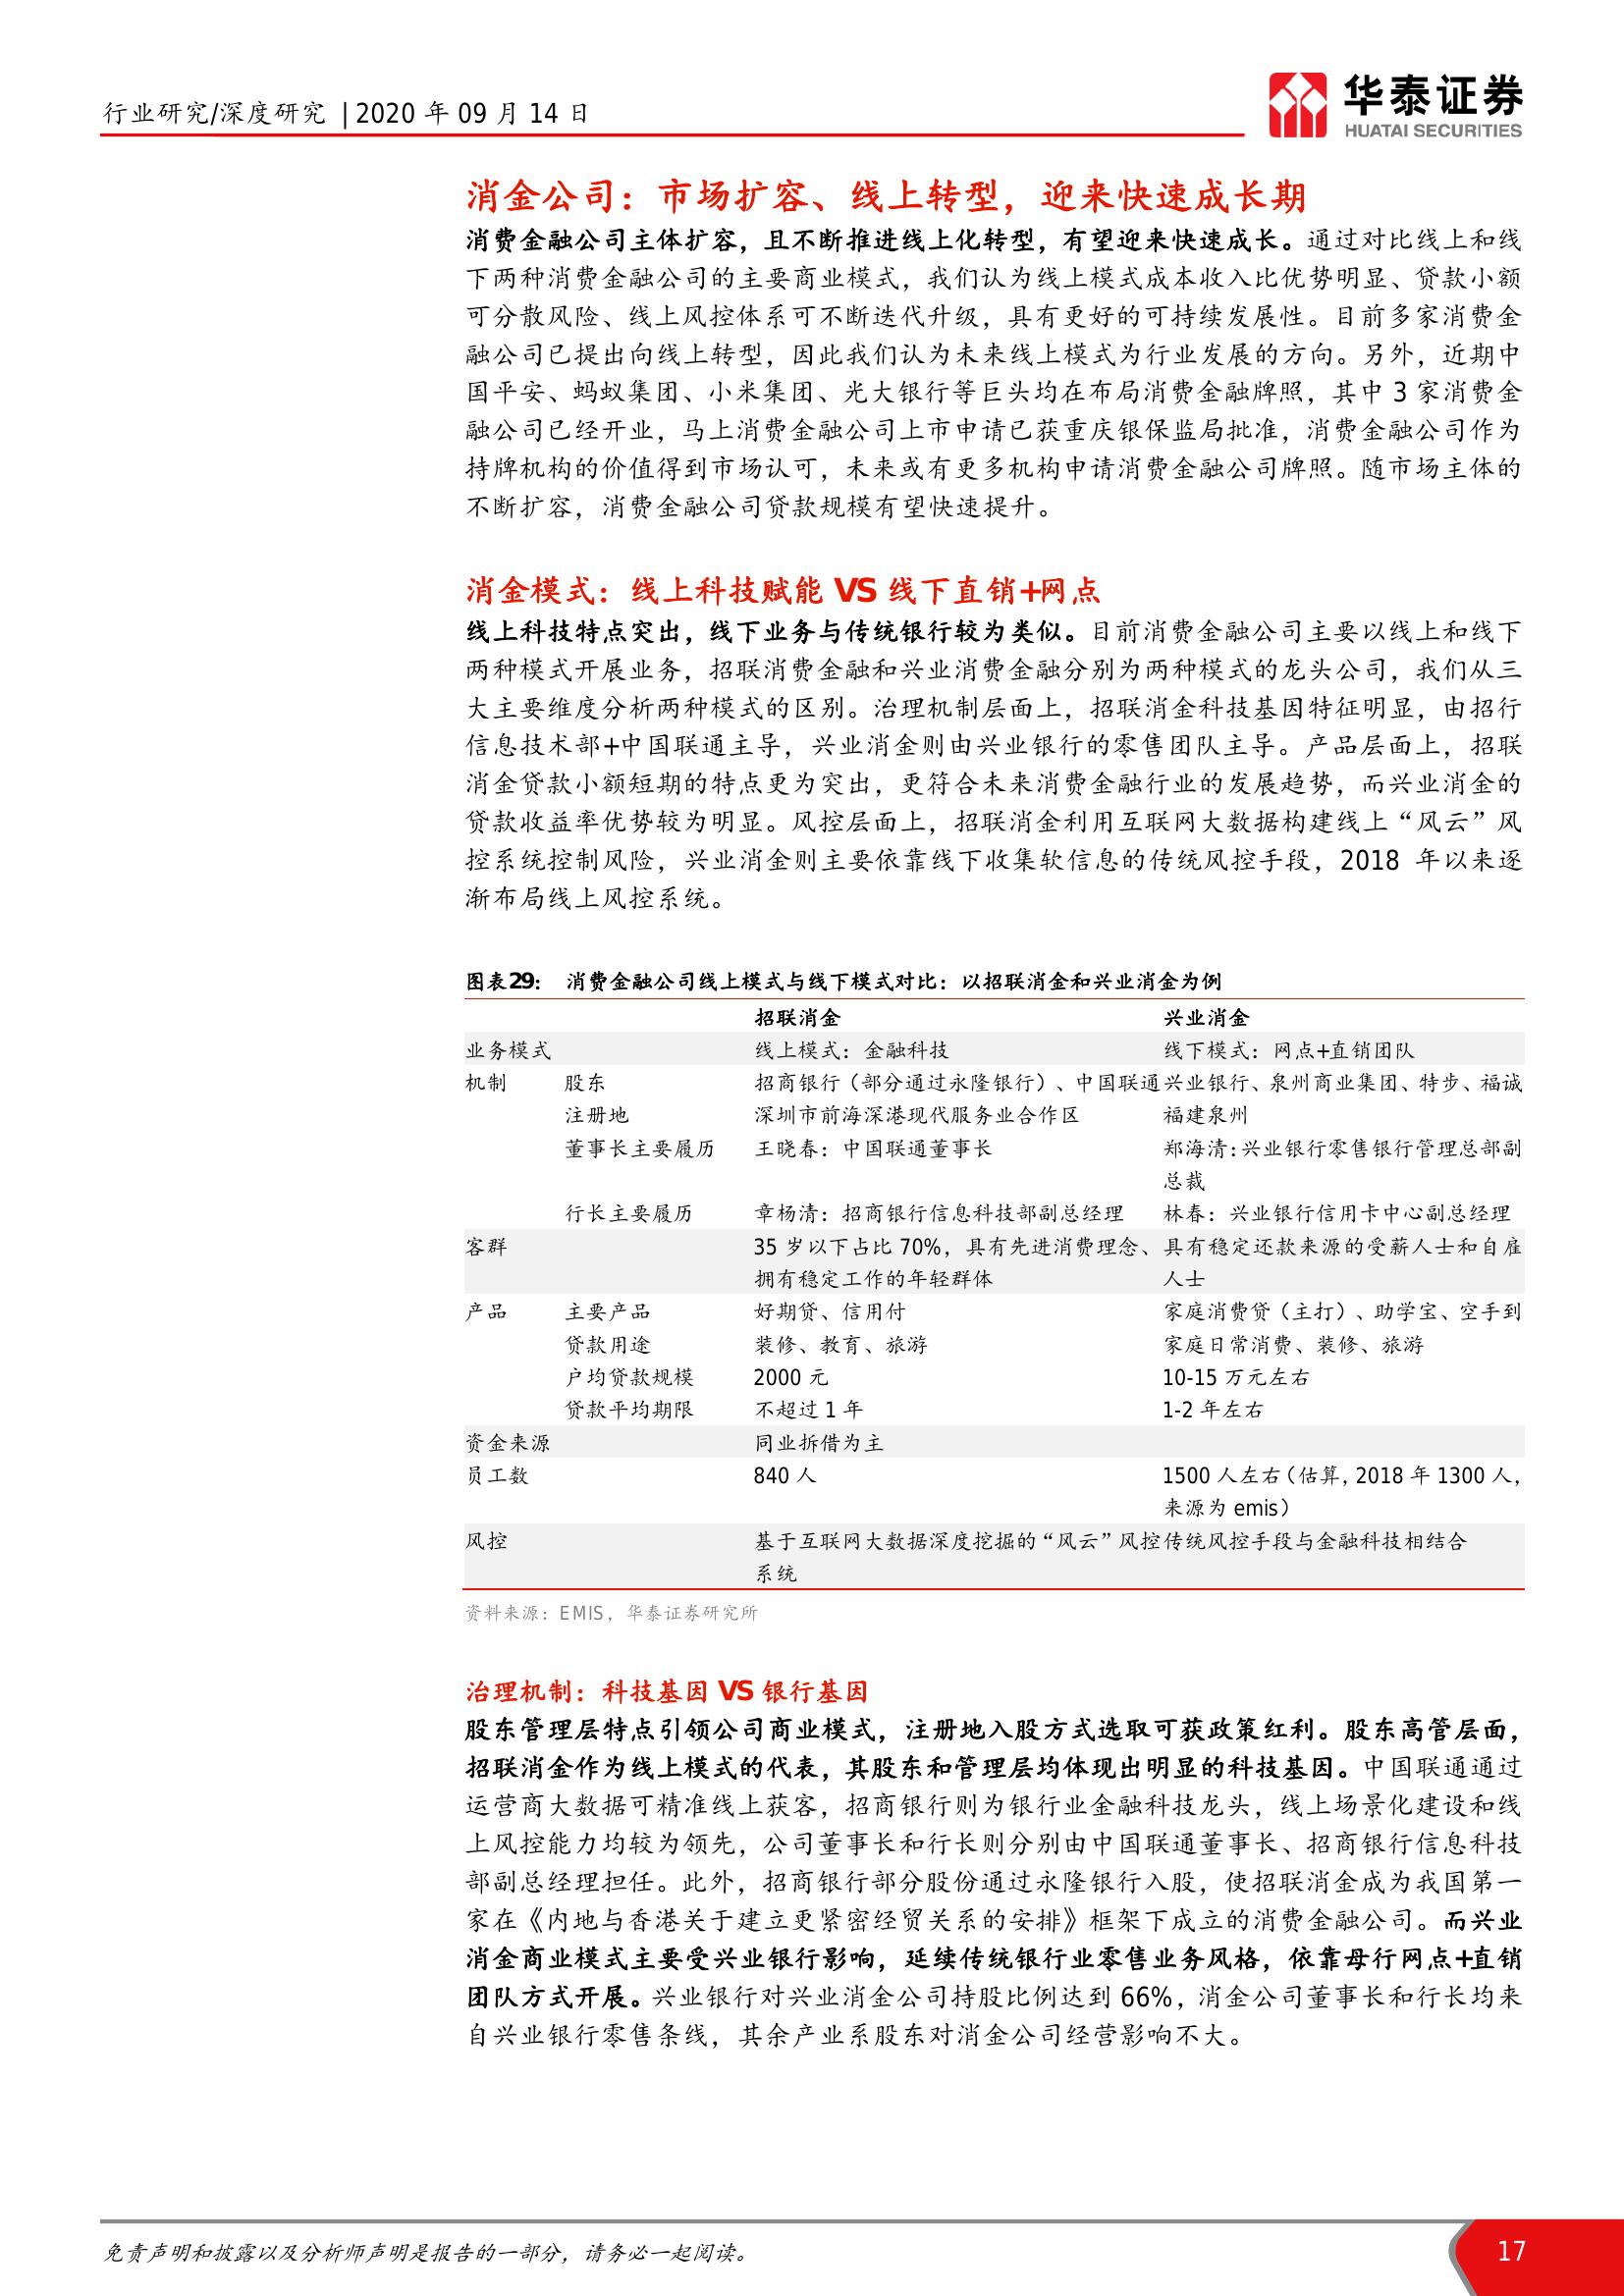 行业研究/深度研究 | 2020 年 09 月 14 日
华泰证券
HUATAI SECURITIES
消金公司：市场扩容、线上转型，迎来快速成长期
消费金融公司主体扩容，且不断推进线上化转型，有望迎来快速成长。通过对比线上和线
下两种消费金融公司的主要商业模式，我们认为线上模式成本收入比优势明显、贷款小额
可分散风险、线上风控体系可不断迭代升级，具有更好的可持续发展性。目前多家消费金
融公司已提出向线上转型，因此我们认为未来线上模式为行业发展的方向。另外，近期中
国平安、蚂蚁集团、小米集团、光大银行等巨头均在布局消费金融牌照，其中 3 家消费金
融公司已经开业，马上消费金融公司上市申请已获重庆银保监局批准，消费金融公司作为
持牌机构的价值得到市场认可，未来或有更多机构申请消费金融公司牌照。随市场主体的
不断扩容，消费金融公司贷款规模有望快速提升。
消金模式：线上科技赋能 VS 线下直销+网点
线上科技特点突出，线下业务与传统银行较为类似。目前消费金融公司主要以线上和线下
两种模式开展业务，招联消费金融和兴业消费金融分别为两种模式的龙头公司，我们从三
大主要维度分析两种模式的区别。治理机制层面上，招联消金科技基因特征明显，由招行
信息技术部+中国联通主导，兴业消金则由兴业银行的零售团队主导。产品层面上，招联
消金贷款小额短期的特点更为突出，更符合未来消费金融行业的发展趋势，而兴业消金的
贷款收益率优势较为明显。风控层面上，招联消金利用互联网大数据构建线上“风云”风
控系统控制风险，兴业消金则主要依靠线下收集软信息的传统风控手段，2018 年以来逐
渐布局线上风控系统。
图表29： 消费金融公司线上模式与线下模式对比：以招联消金和兴业消金为例
招联消金 兴业消金
业务模式 线上模式：金融科技 线下模式：网点+直销团队
机制 股东 招商银行（部分通过永隆银行）、中国联通 兴业银行、泉州商业集团、特步、福诚
注册地 深圳市前海深港现代服务业合作区 福建泉州
董事长主要履历 王晓春：中国联通董事长 郑海清：兴业银行零售银行管理总部副
总裁
行长主要履历 章杨清：招商银行信息科技部副总经理 林春：兴业银行信用卡中心副总经理
客群 35 岁以下占比 70%，具有先进消费理念、 具有稳定还款来源的受薪人士和自雇
拥有稳定工作的年轻群体 人士
产品 主要产品 好期贷、信用付 家庭消费贷（主打）、助学宝、空手到
贷款用途 装修、教育、旅游 家庭日常消费、装修、旅游
户均贷款规模 2000 元 10-15 万元左右
贷款平均期限 不超过 1 年 1-2 年左右
资金来源 同业拆借为主
员工数 840 人 1500 人左右（估算，2018 年 1300 人，
来源为 emis）
风控 基于互联网大数据深度挖掘的“风云”风控 传统风控手段与金融科技相结合
系统
资料来源：EMIS，华泰证券研究所
治理机制：科技基因 VS 银行基因
股东管理层特点引领公司商业模式，注册地入股方式选取可获政策红利。股东高管层面，
招联消金作为线上模式的代表，其股东和管理层均体现出明显的科技基因。中国联通通过
运营商大数据可精准线上获客，招商银行则为银行业金融科技龙头，线上场景化建设和线
上风控能力均较为领先，公司董事长和行长则分别由中国联通董事长、招商银行信息科技
部副总经理担任。此外，招商银行部分股份通过永隆银行入股，使招联消金成为我国第一
家在《内地与香港关于建立更紧密经贸关系的安排》框架下成立的消费金融公司。而兴业
消金商业模式主要受兴业银行影响，延续传统银行业零售业务风格，依靠母行网点+直销
团队方式开展。兴业银行对兴业消金公司持股比例达到 66%，消金公司董事长和行长均来
自兴业银行零售条线，其余产业系股东对消金公司经营影响不大。
免责声明和披露以及分析师声明是报告的一部分，请务必一起阅读。
17